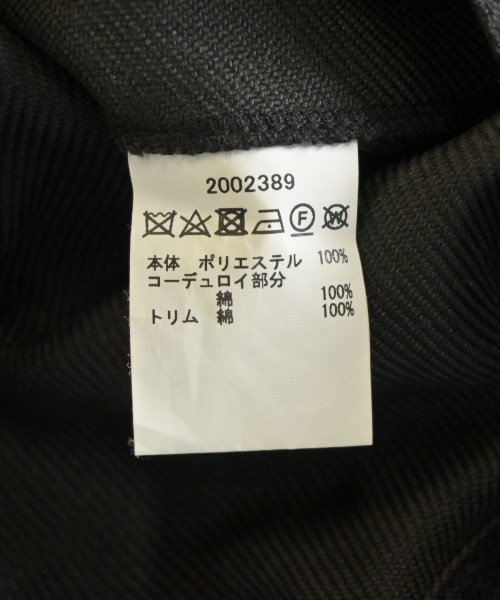 2002389
F W
本体 ポリエステル 100%
コーデュロイ部分
綿 100%
トリム 綿 100%